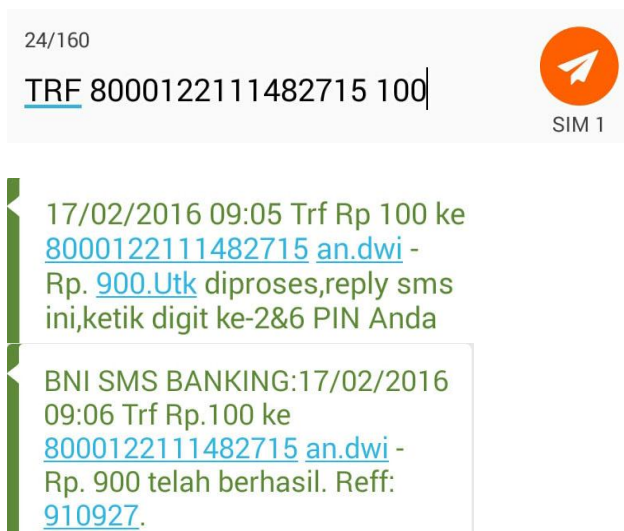 24/160
TRF 8000122111482715 100
SIM 1
17/02/2016 09:05 Trf Rp 100 ke
8000122111482715 an.dwi -
Rp. 900.Utk diproses,reply sms
ini,ketik digit ke-2&6 PIN Anda
BNI SMS BANKING:17/02/2016
09:06 Trf Rp.100 ke
8000122111482715 an.dwi -
Rp. 900 telah berhasil. Reff:
910927.